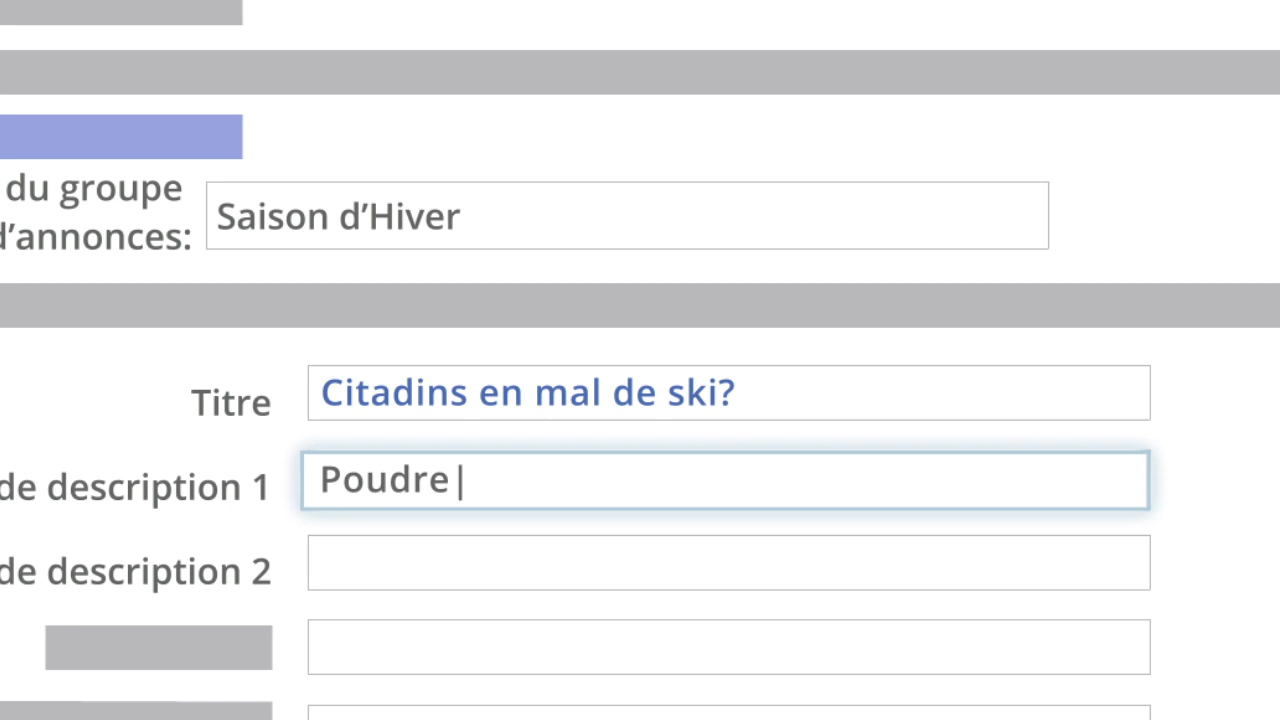 du groupe
d’annonces:
Saison d’Hiver
Titre
Citadins en mal de ski?
de description 1
Poudre
de description 2